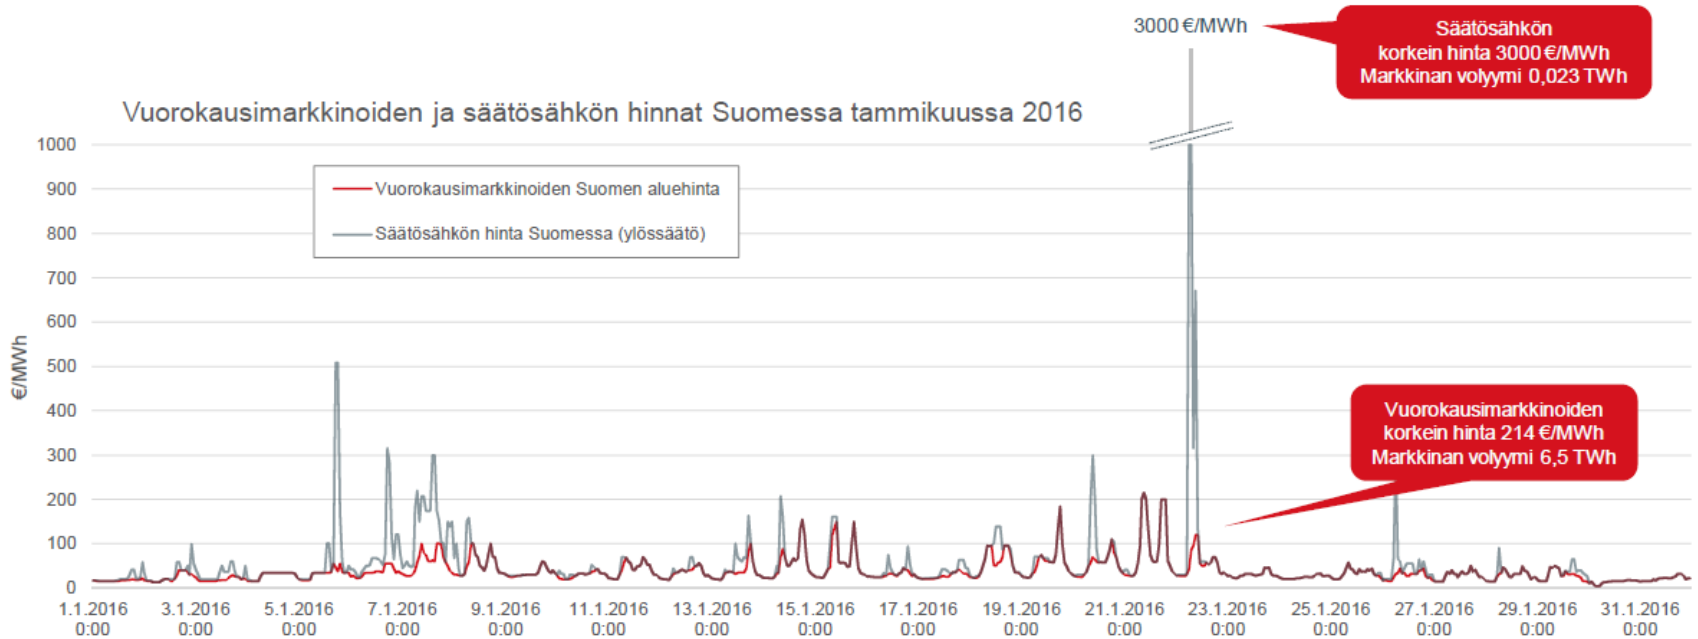 3000 €/MWh
Säätösähkön
korkein hinta 3000 €/MWh
Markkinan volyymi 0,023 TWh
Vuorokausimarkkinoiden ja säätösähkön hinnat Suomessa tammikuussa 2016
Vuorokausimarkkinoiden Suomen aluehinta
Säätösähkön hinta Suomessa (ylössäätö)
€/MWh
1000
900
800
700
600
500
400
300
200
100
0
Vuorokausimarkkinoiden
korkein hinta 214 €/MWh
Markkinan volyymi 6,5 TWh
1.1.2016 3.1.2016 5.1.2016 7.1.2016 9.1.2016 11.1.2016 13.1.2016 15.1.2016 17.1.2016 19.1.2016 21.1.2016 23.1.2016 25.1.2016 27.1.2016 29.1.2016 31.1.2016
0:00 0:00 0:00 0:00 0:00 0:00 0:00 0:00 0:00 0:00 0:00 0:00 0:00 0:00 0:00 0:00